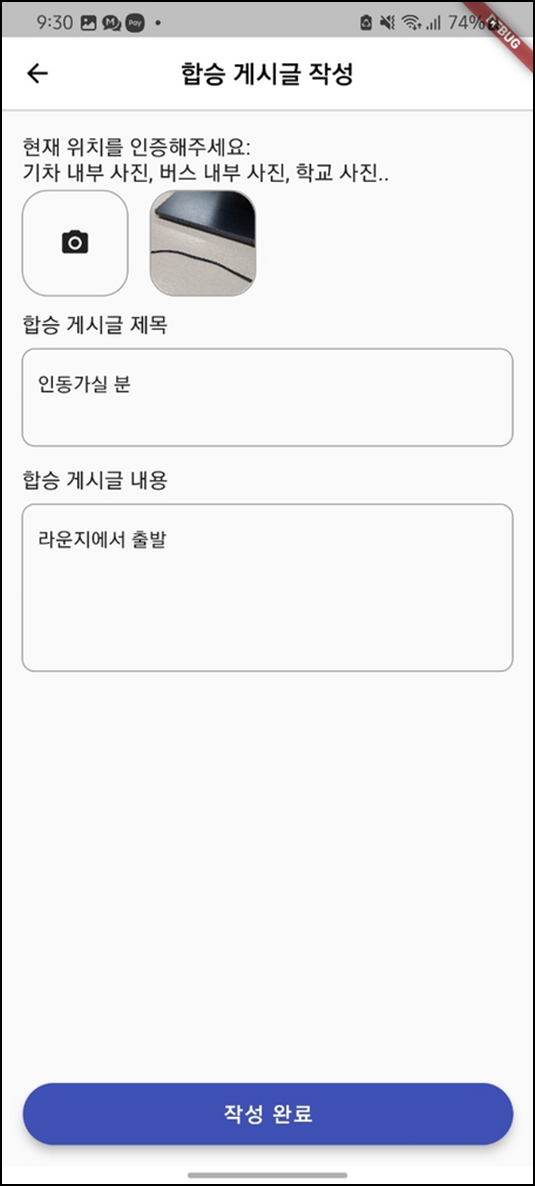 9:30 M Pay 74%
DEBUG
합승 게시글 작성
현재 위치를 인증해주세요:
기차 내부 사진, 버스 내부 사진, 학교 사진..
합승 게시글 제목
인동가실 분
합승 게시글 내용
라운지에서 출발
작성 완료